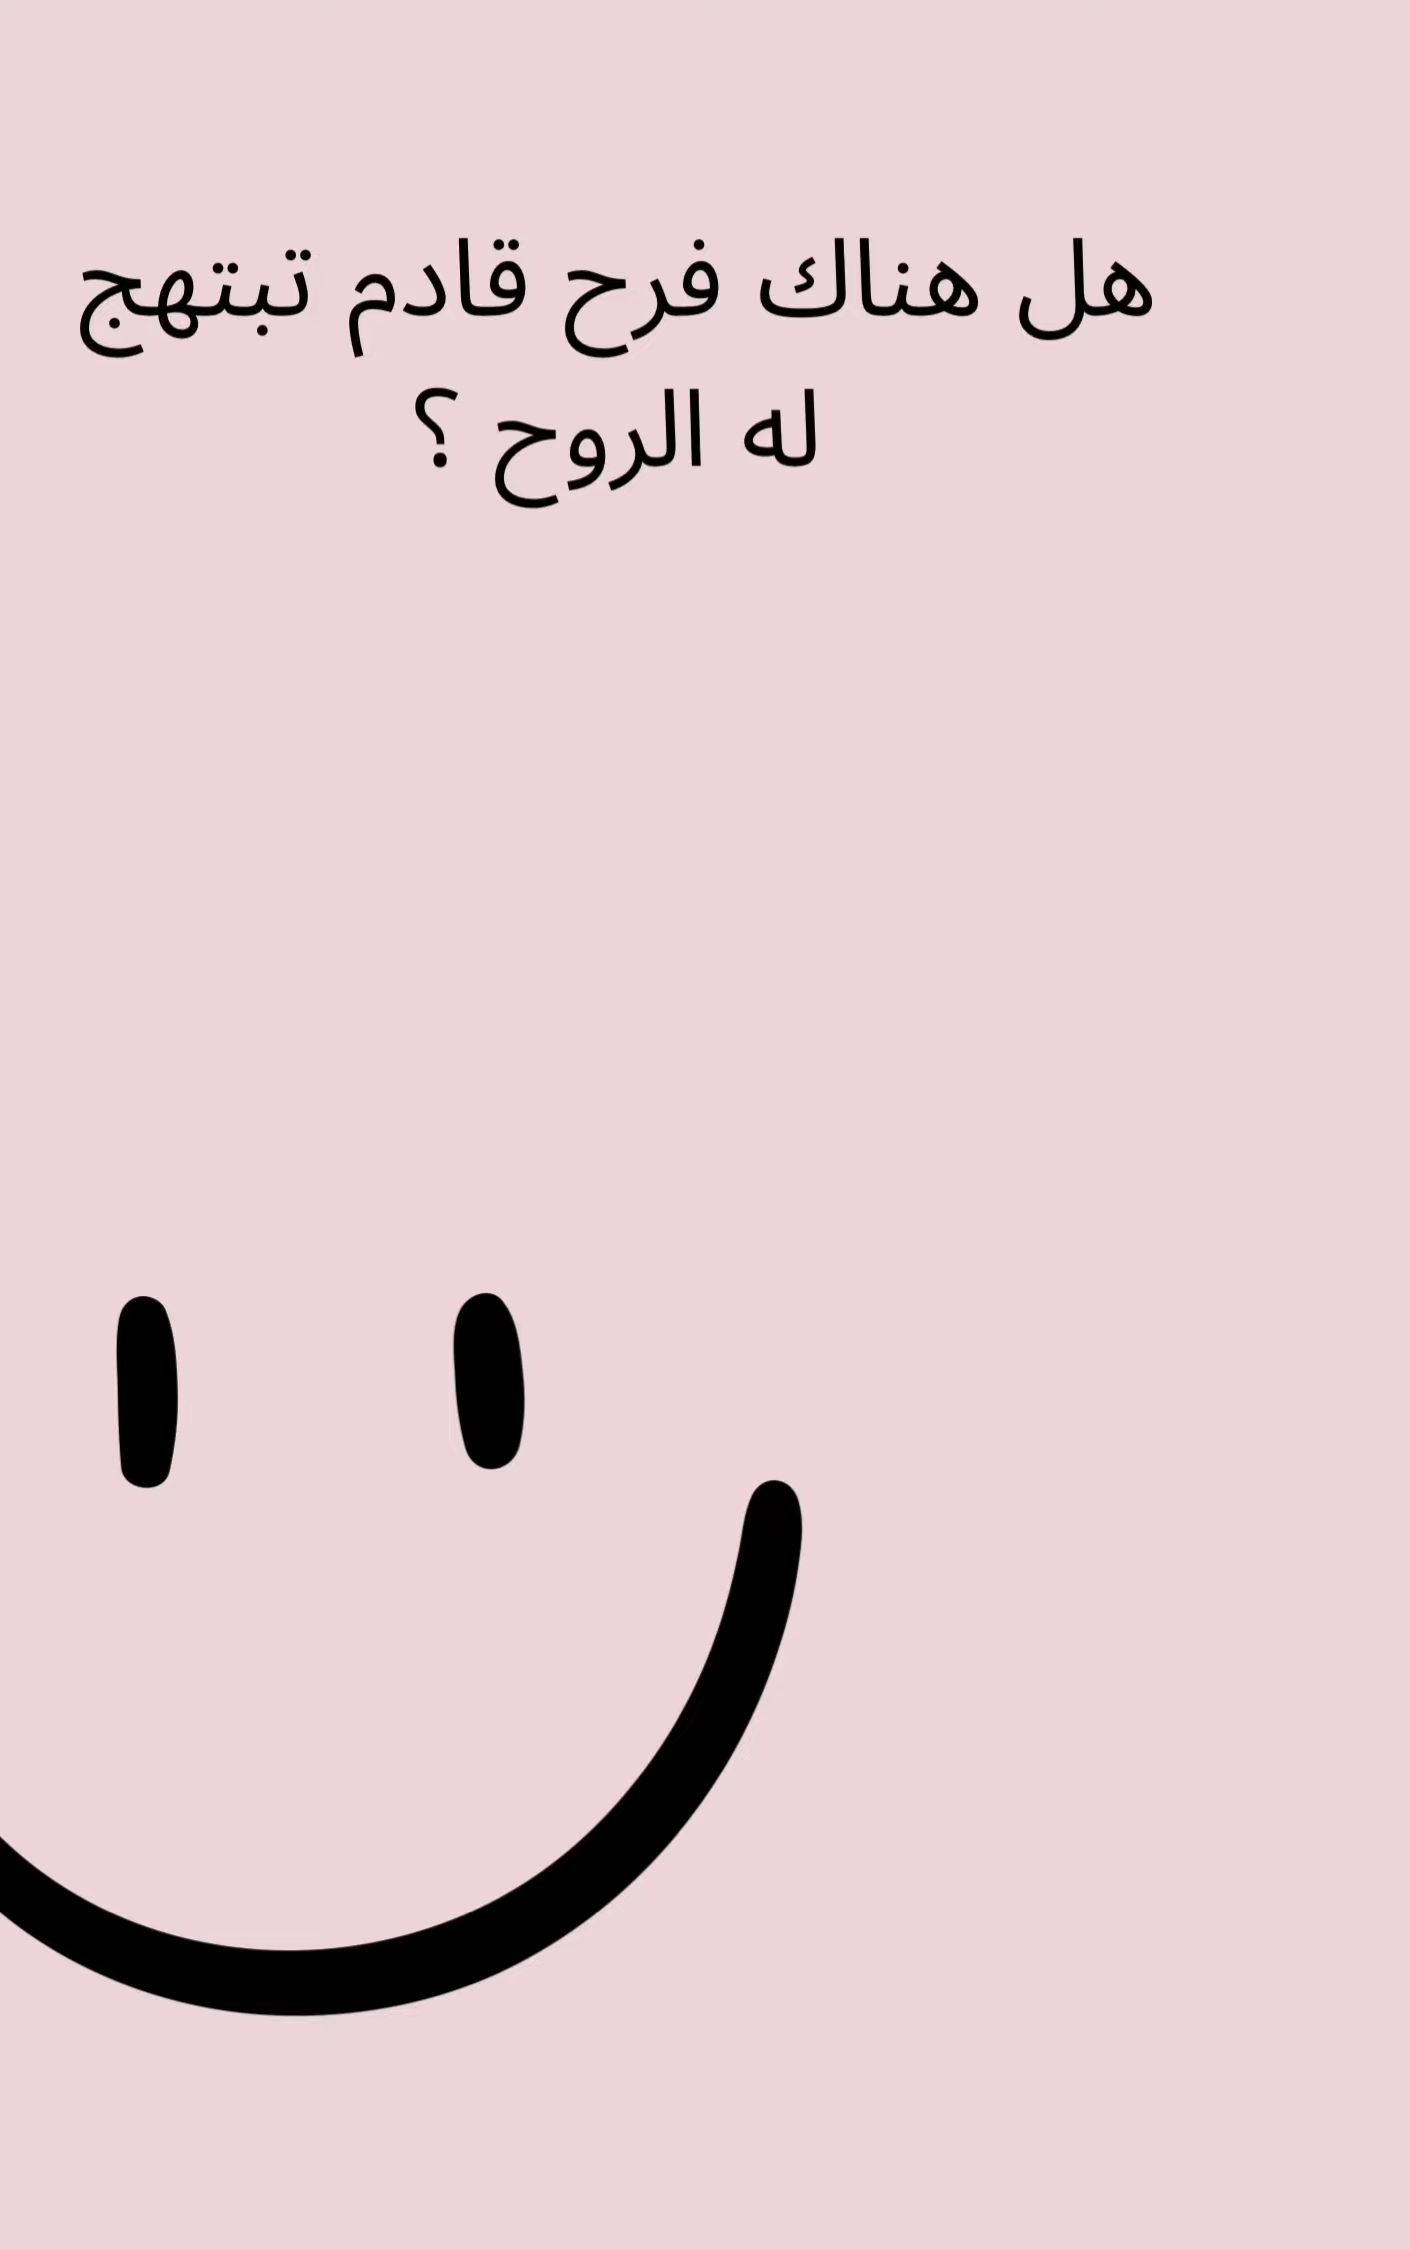 هل هناك فرح قادم تبتهج
له الروح ؟